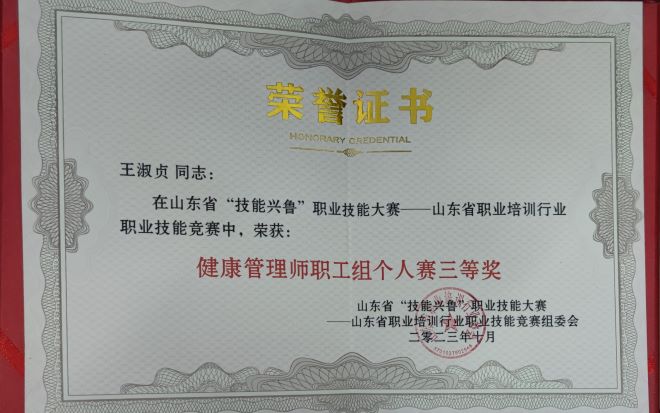 荣誉证书
HONORARY CREDENTIAL
王淑贞 同志：
在山东省“技能兴鲁”职业技能大赛——山东省职业培训行业
职业技能竞赛中，荣获：
健康管理师职工组个人赛三等奖
山东省“技能兴鲁”职业技能大赛
——山东省职业培训行业职业技能竞赛组委会
二〇二三年十月